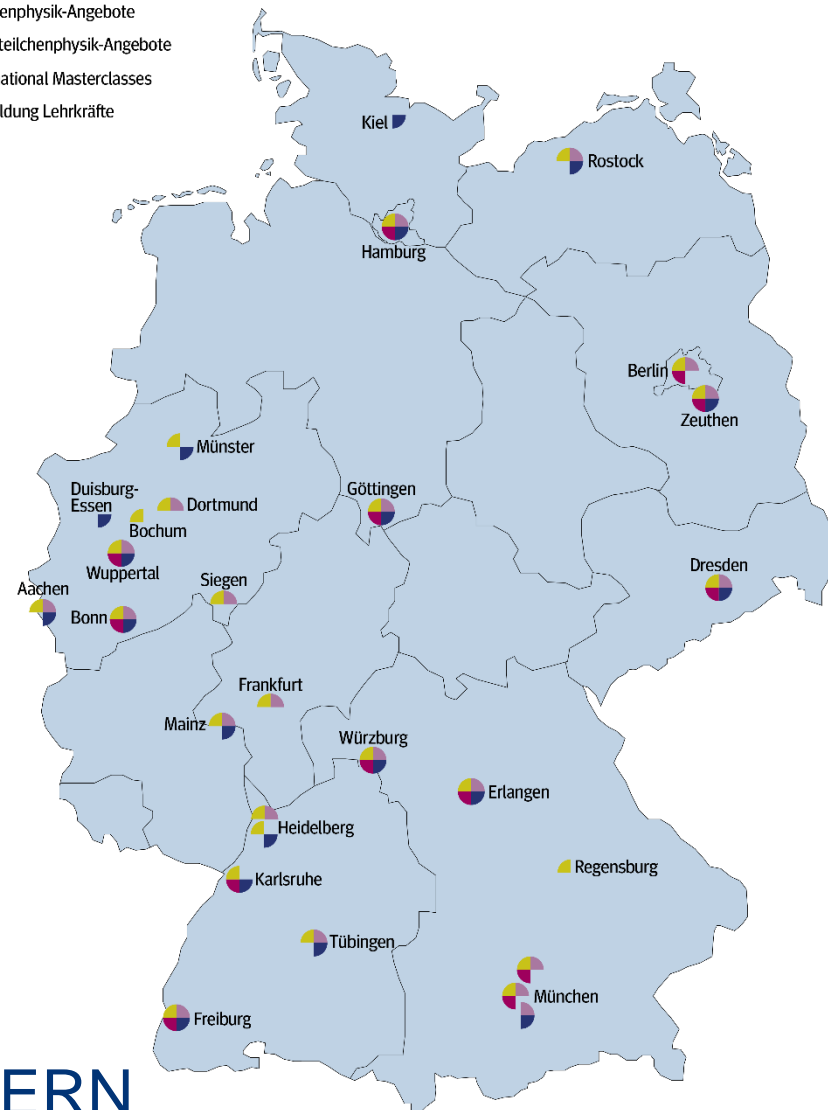 enphysik-Angebote
teilchenphysik-Angebote
ational Masterclasses
ldung Lehrkräfte
Kiel
Rostock
Hamburg
Berlin
Zeuthen
Münster
Duisburg-
Essen
Dortmund
Bochum
Göttingen
Wuppertal
Siegen
Dresden
Aachen
Bonn
Frankfurt
Mainz
Würzburg
Erlangen
Heidelberg
Regensburg
Karlsruhe
Tübingen
München
Freiburg
ERN